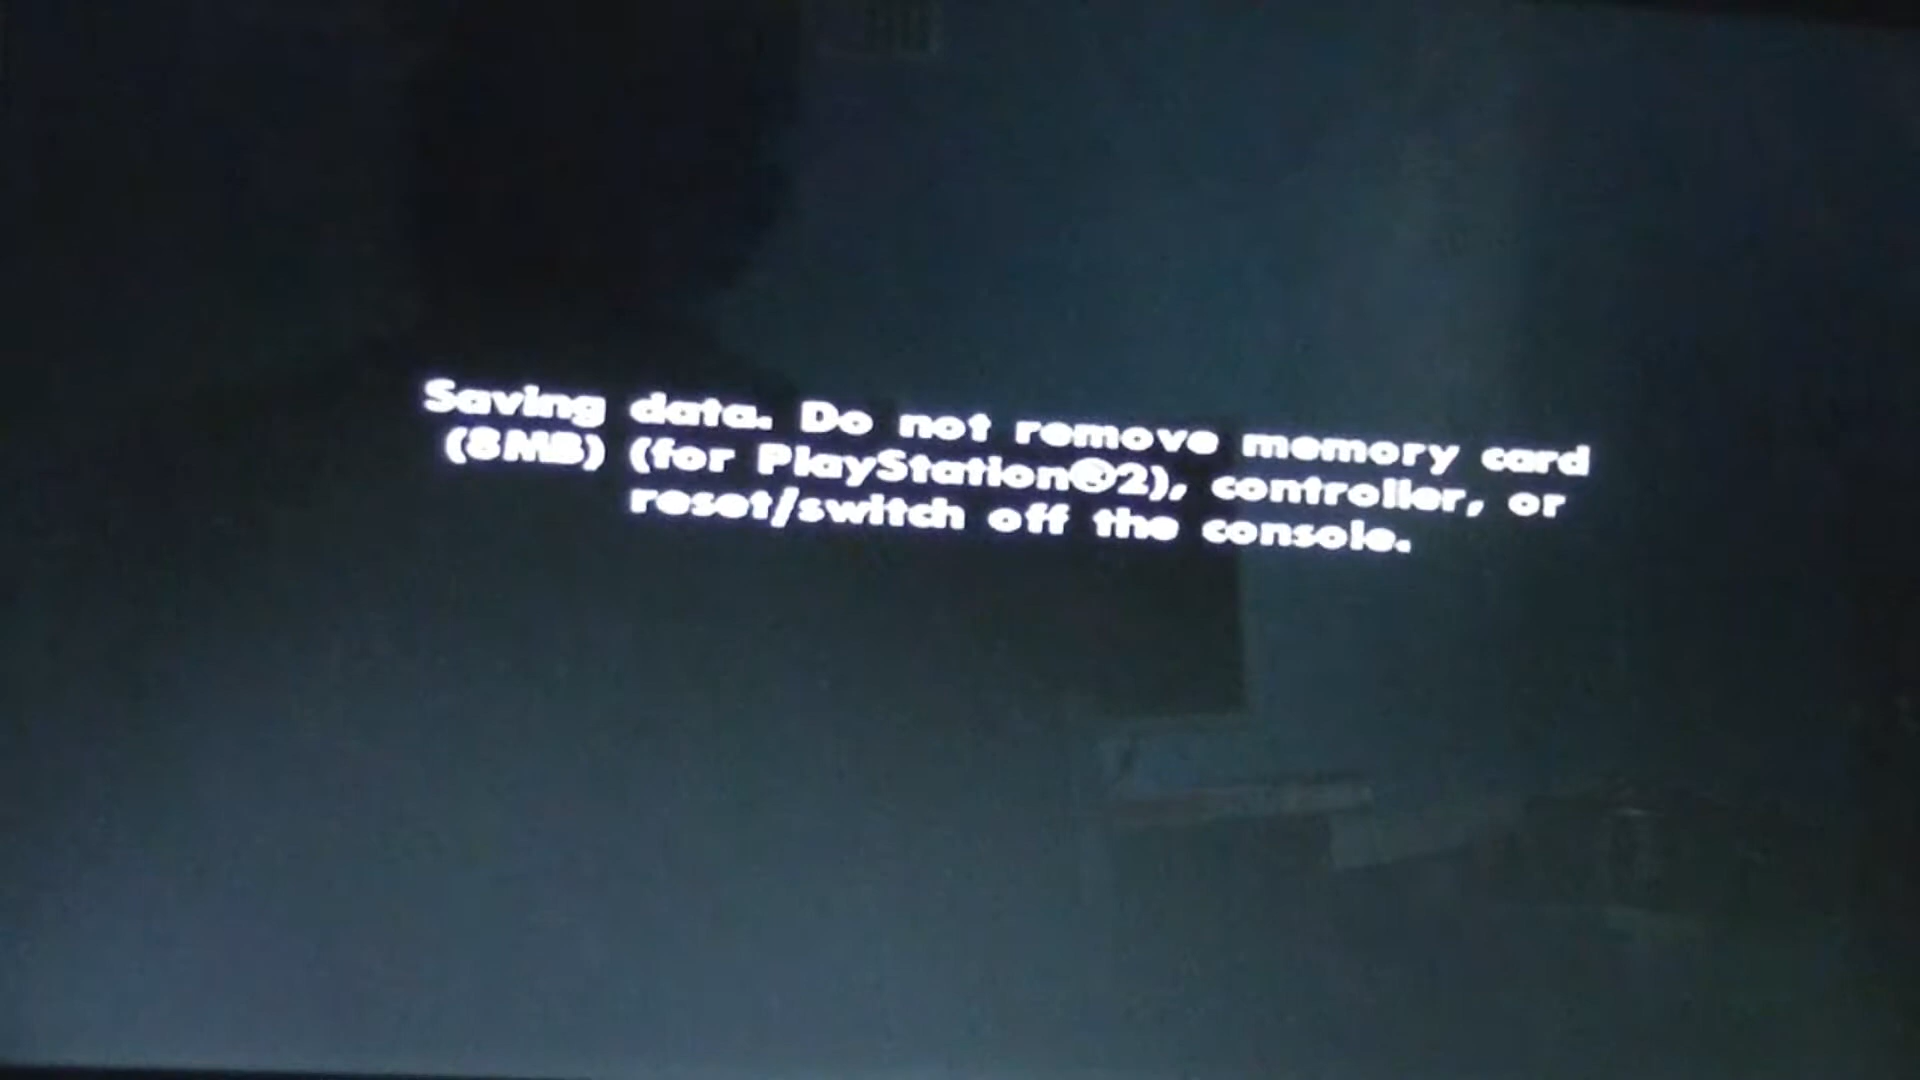 Saving data. Do not remove memory card
(8MB) (for PlayStation®2), controller, or
reset/switch off the console.